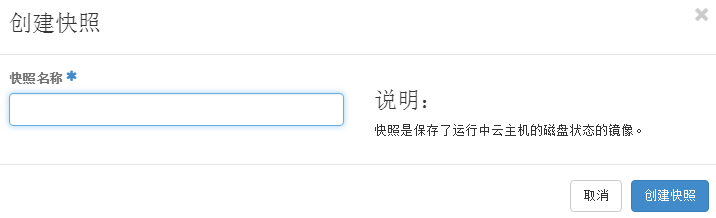 创建快照
×
快照名称 *
说明：
快照是保存了运行中云主机的磁盘状态的镜像。
取消
创建快照